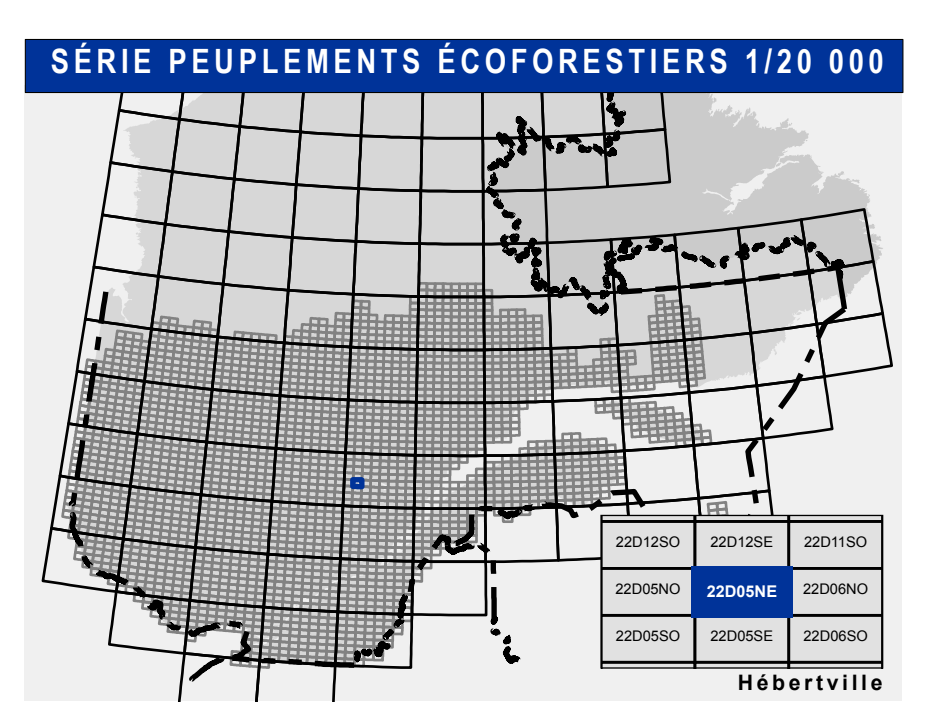 SÉRIE PEUPLEMENTS ÉCOFORESTIERS 1/20 000
22D12SO 22D12SE 22D11SO
22D05NO 22D05NE 22D06NO
22D05SO 22D05SE 22D06SO
Hébertville